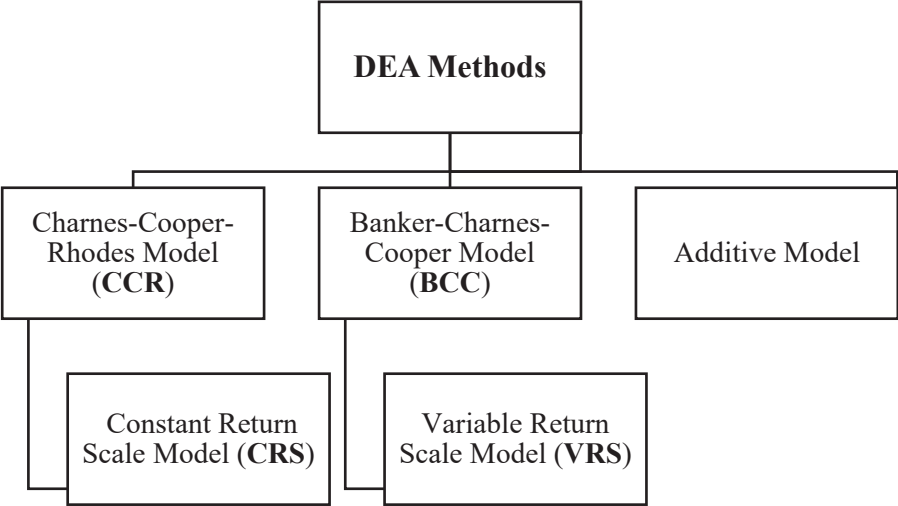 DEA Methods
Charnes-Cooper-
Rhodes Model
(CCR)
Banker-Charnes-
Cooper Model
(BCC)
Additive Model
Constant Return
Scale Model (CRS)
Variable Return
Scale Model (VRS)